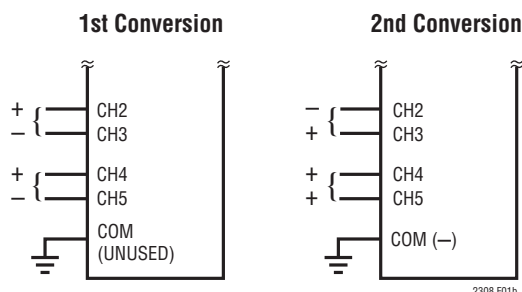 1st Conversion
+ { CH2
– CH3
+ { CH4
– CH5
COM
(UNUSED)
2nd Conversion
– { CH2
+ CH3
+ { CH4
+ CH5
COM (–)
2308 F01b